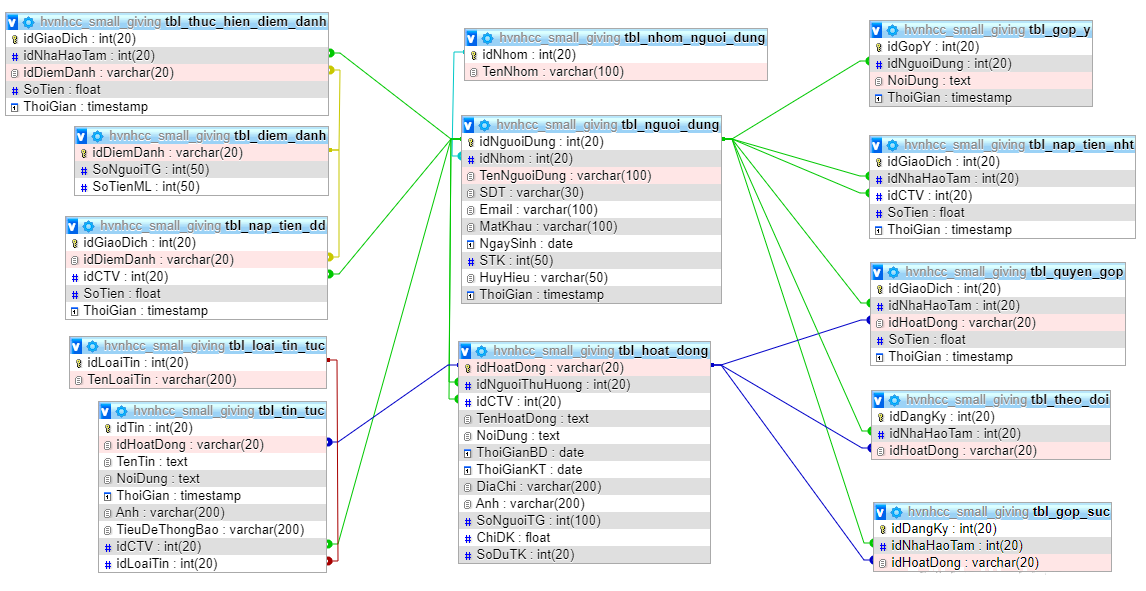 hvnhcc_small_giving tbl_thuc_hien_diem_danh
idGiaoDich : int(20)
idNhaHaoTam : int(20)
idDiemDanh : varchar(20)
SoTien : float
ThoiGian : timestamp
hvnhcc_small_giving tbl_diem_danh
idDiemDanh : varchar(20)
SoNguoiTG : int(50)
SoTienML : int(50)
hvnhcc_small_giving tbl_nap_tien_dd
idGiaoDich : int(20)
idDiemDanh : varchar(20)
idCTV : int(20)
SoTien : float
ThoiGian : timestamp
hvnhcc_small_giving tbl_loai_tin_tuc
idLoaiTin : int(20)
TenLoaiTin : varchar(200)
hvnhcc_small_giving tbl_tin_tuc
idTin : int(20)
idHoatDong : varchar(20)
TenTin : text
NoiDung : text
ThoiGian : timestamp
Anh : varchar(200)
TieuDeThongBao : varchar(200)
idCTV : int(20)
idLoaiTin : int(20)
hvnhcc_small_giving tbl_nhom_nguoi_dung
idNhom : int(20)
TenNhom : varchar(100)
hvnhcc_small_giving tbl_nguoi_dung
idNguoiDung : int(20)
idNhom : int(20)
TenNguoiDung : varchar(100)
SDT : varchar(30)
Email : varchar(100)
MatKhau : varchar(100)
NgaySinh : date
STK : int(50)
HuyHieu : varchar(50)
ThoiGian : timestamp
hvnhcc_small_giving tbl_hoat_dong
idHoatDong : varchar(20)
idNguoiThuHuong : int(20)
idCTV : int(20)
TenHoatDong : text
NoiDung : text
ThoiGianBD : date
ThoiGianKT : date
DiaChi : varchar(200)
Anh : varchar(200)
SoNguoiTG : int(100)
ChiDK : float
SoDuTK : int(20)
hvnhcc_small_giving tbl_gop_y
idGopY : int(20)
idNguoiDung : int(20)
NoiDung : text
ThoiGian : timestamp
hvnhcc_small_giving tbl_nap_tien_nht
idGiaoDich : int(20)
idNhaHaoTam : int(20)
idCTV : int(20)
SoTien : float
ThoiGian : timestamp
hvnhcc_small_giving tbl_quyen_gop
idGiaoDich : int(20)
idNhaHaoTam : int(20)
idHoatDong : varchar(20)
SoTien : float
ThoiGian : timestamp
hvnhcc_small_giving tbl_theo_doi
idDangKy : int(20)
idNhaHaoTam : int(20)
idHoatDong : varchar(20)
hvnhcc_small_giving tbl_gop_suc
idDangKy : int(20)
idNhaHaoTam : int(20)
idHoatDong : varchar(20)